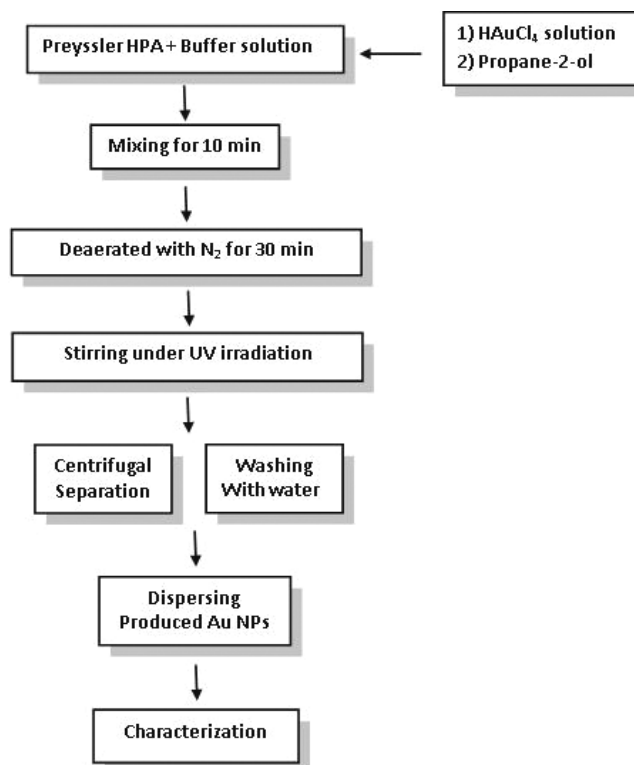 Preyssler HPA + Buffer solution
1) HAuCl₄ solution
2) Propane-2-ol
Mixing for 10 min
Deaerated with N₂ for 30 min
Stirring under UV irradiation
Centrifugal
Separation
Washing
With water
Dispersing
Produced Au NPs
Characterization